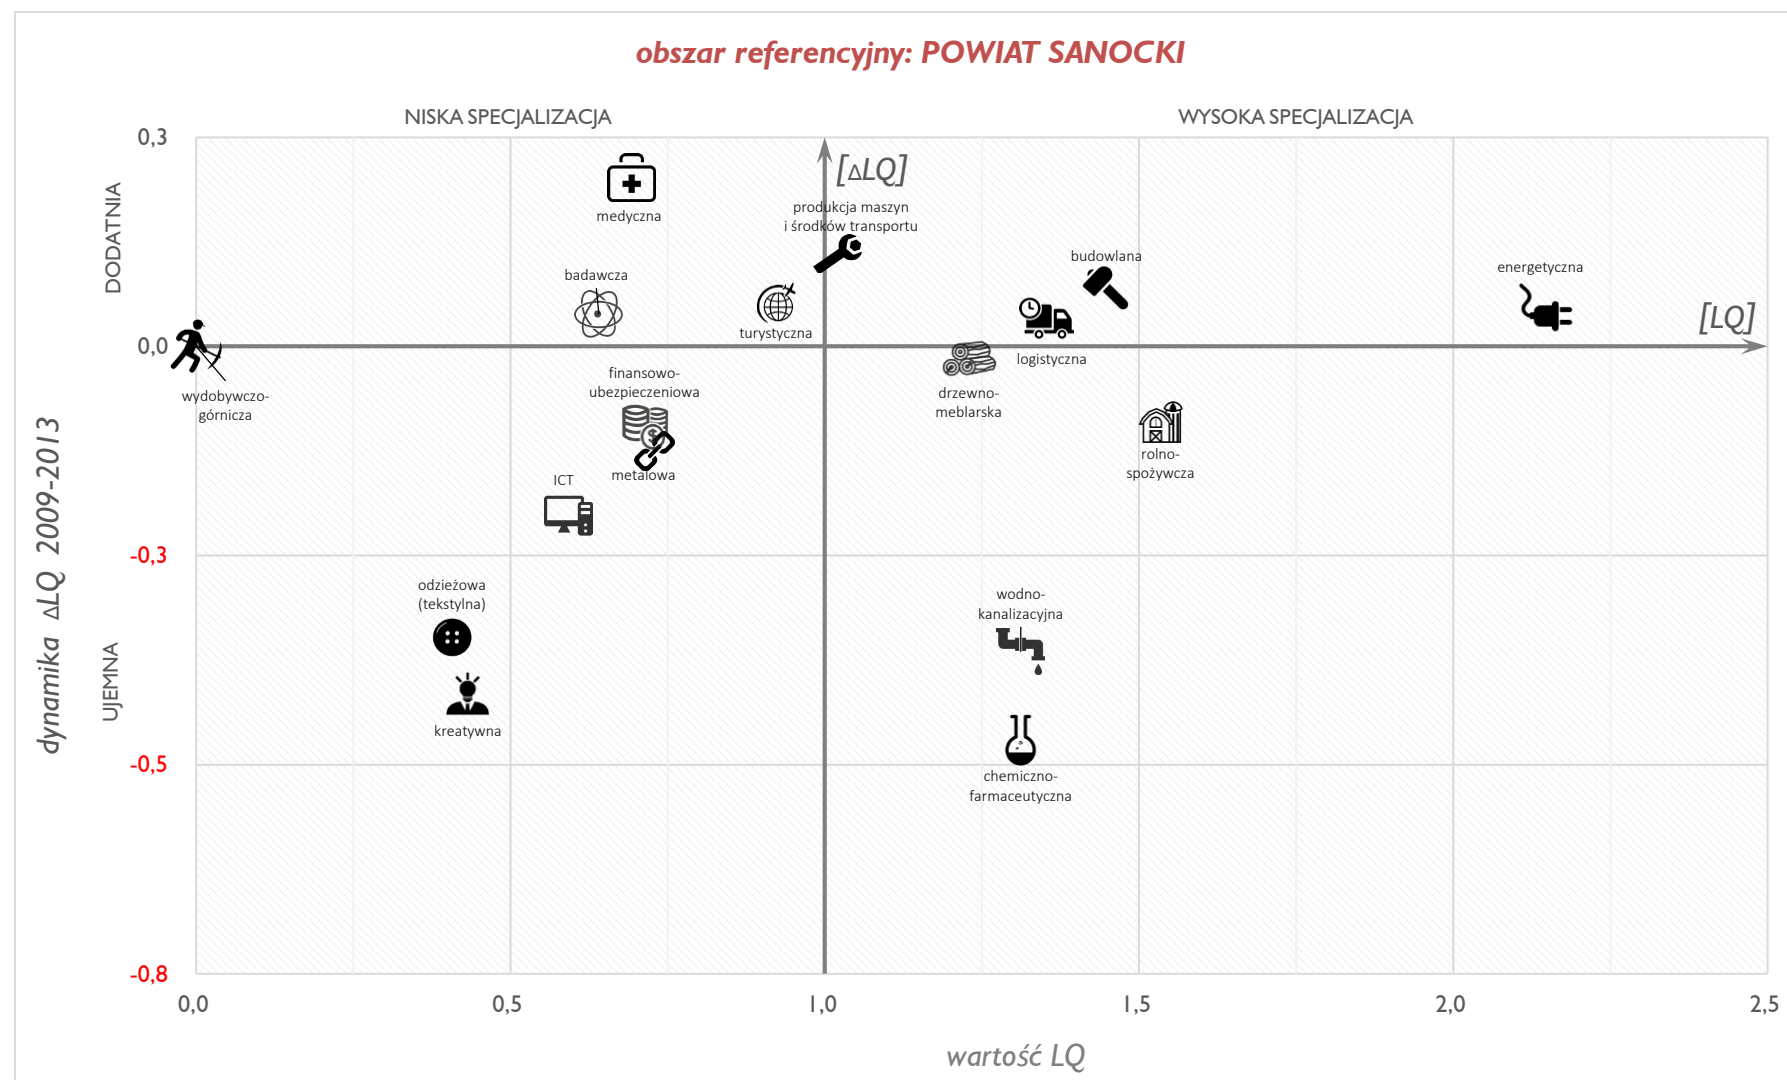 obszar referencyjny: POWIAT SANOCKI
NISKA SPECJALIZACJA
WYSOKA SPECJALIZACJA
0,3
[ΔLQ]
DODATNIA
medyczna
produkcja maszyn
i środków transportu
budowlana
energetyczna
badawcza
turystyczna
[LQ]
0,0
logistyczna
wydobywczo-
górnicza
finansowo-
ubezpieczeniowa
drzewno-
meblarska
rolno-
spożywcza
metalowa
ICT
dynamika ΔLQ 2009-2013
-0,3
odzieżowa
(tekstylna)
wodno-
kanalizacyjna
UJEMNA
kreatywna
-0,5
chemiczno-
farmaceutyczna
-0,8
0,0
0,5
1,0
1,5
2,0
2,5
wartość LQ